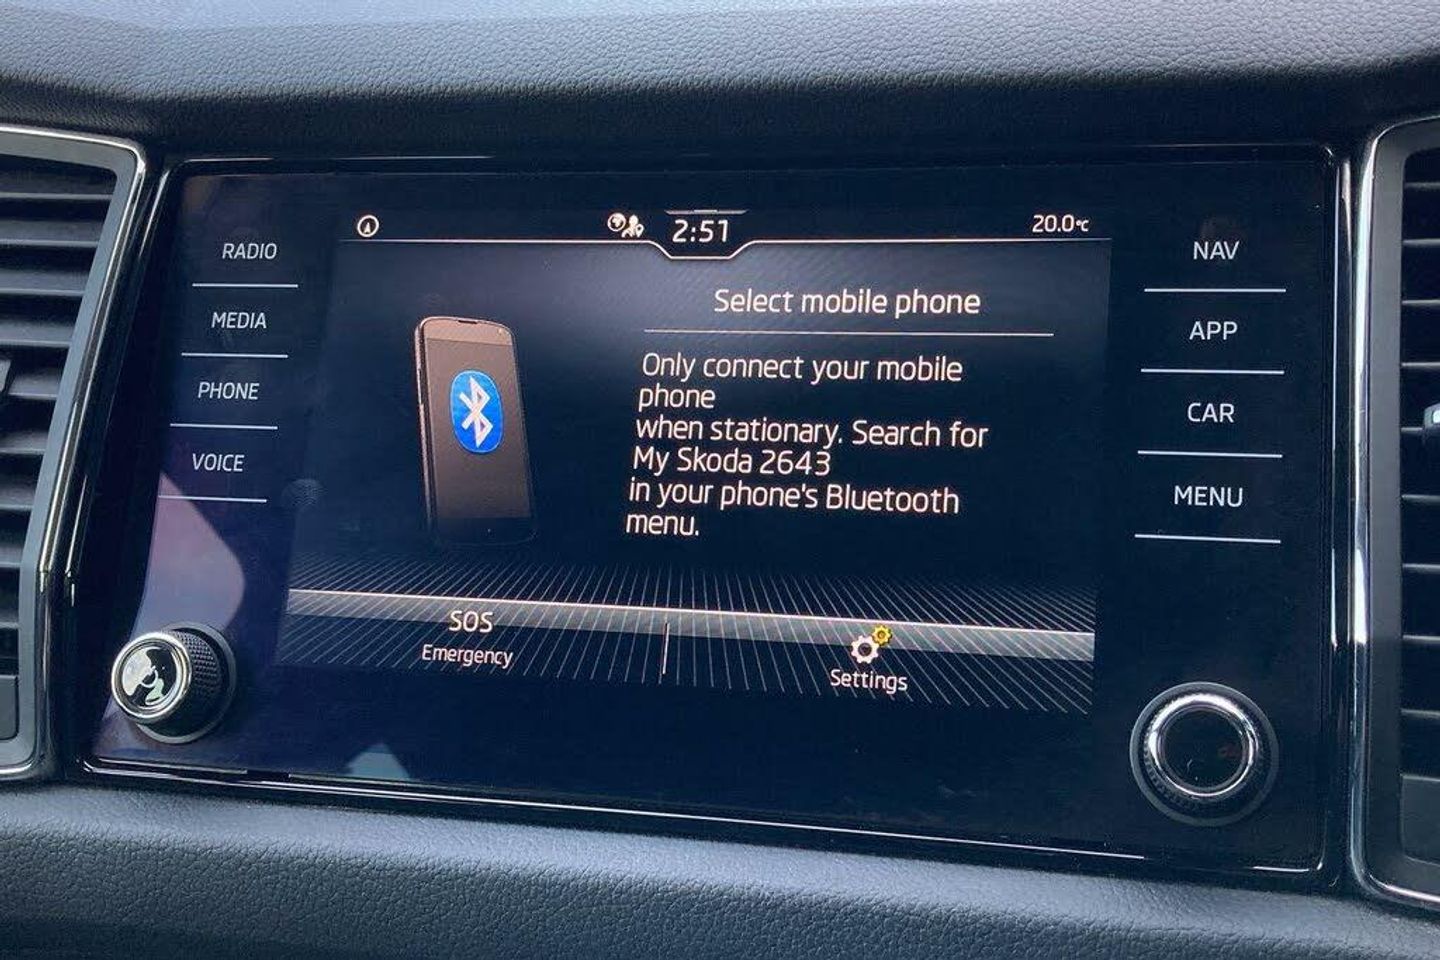 2:51
20.0°C
RADIO
MEDIA
PHONE
VOICE
Select mobile phone
Only connect your mobile
phone
when stationary. Search for
My Skoda 2643
in your phone's Bluetooth
menu.
SOS
Emergency
Settings
NAV
APP
CAR
MENU